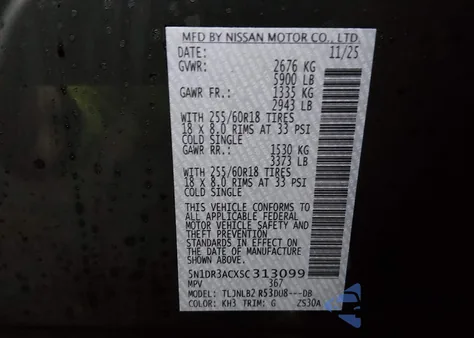 MFD BY NISSAN MOTOR CO., LTD.
DATE: 11/25
GVWR: 2676 KG
5900 LB
GAWR FR.: 1335 KG
2943 LB
WITH 255/60R18 TIRES
18 X 8.0 RIMS AT 33 PSI
COLD SINGLE
GAWR RR.: 1530 KG
3373 LB
WITH 255/60R18 TIRES
18 X 8.0 RIMS AT 33 PSI
COLD SINGLE
THIS VEHICLE CONFORMS TO
ALL APPLICABLE FEDERAL
MOTOR VEHICLE SAFETY AND
THEFT PREVENTION
STANDARDS IN EFFECT ON
THE DATE OF MANUFACTURE
SHOWN ABOVE.
5N1DR3ACXSC313099
MPV 367
MODEL: TLJNLB2 R53DU8---DB
COLOR: KH3 TRIM: G ZS30A